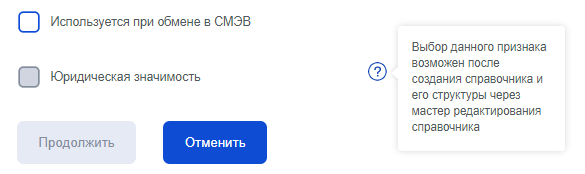 Используется при обмене в СМЭВ
Юридическая значимость
?
Выбор данного признака
возможен после
создания справочника и
его структуры через
мастер редактирования
справочника
Продолжить
Отменить